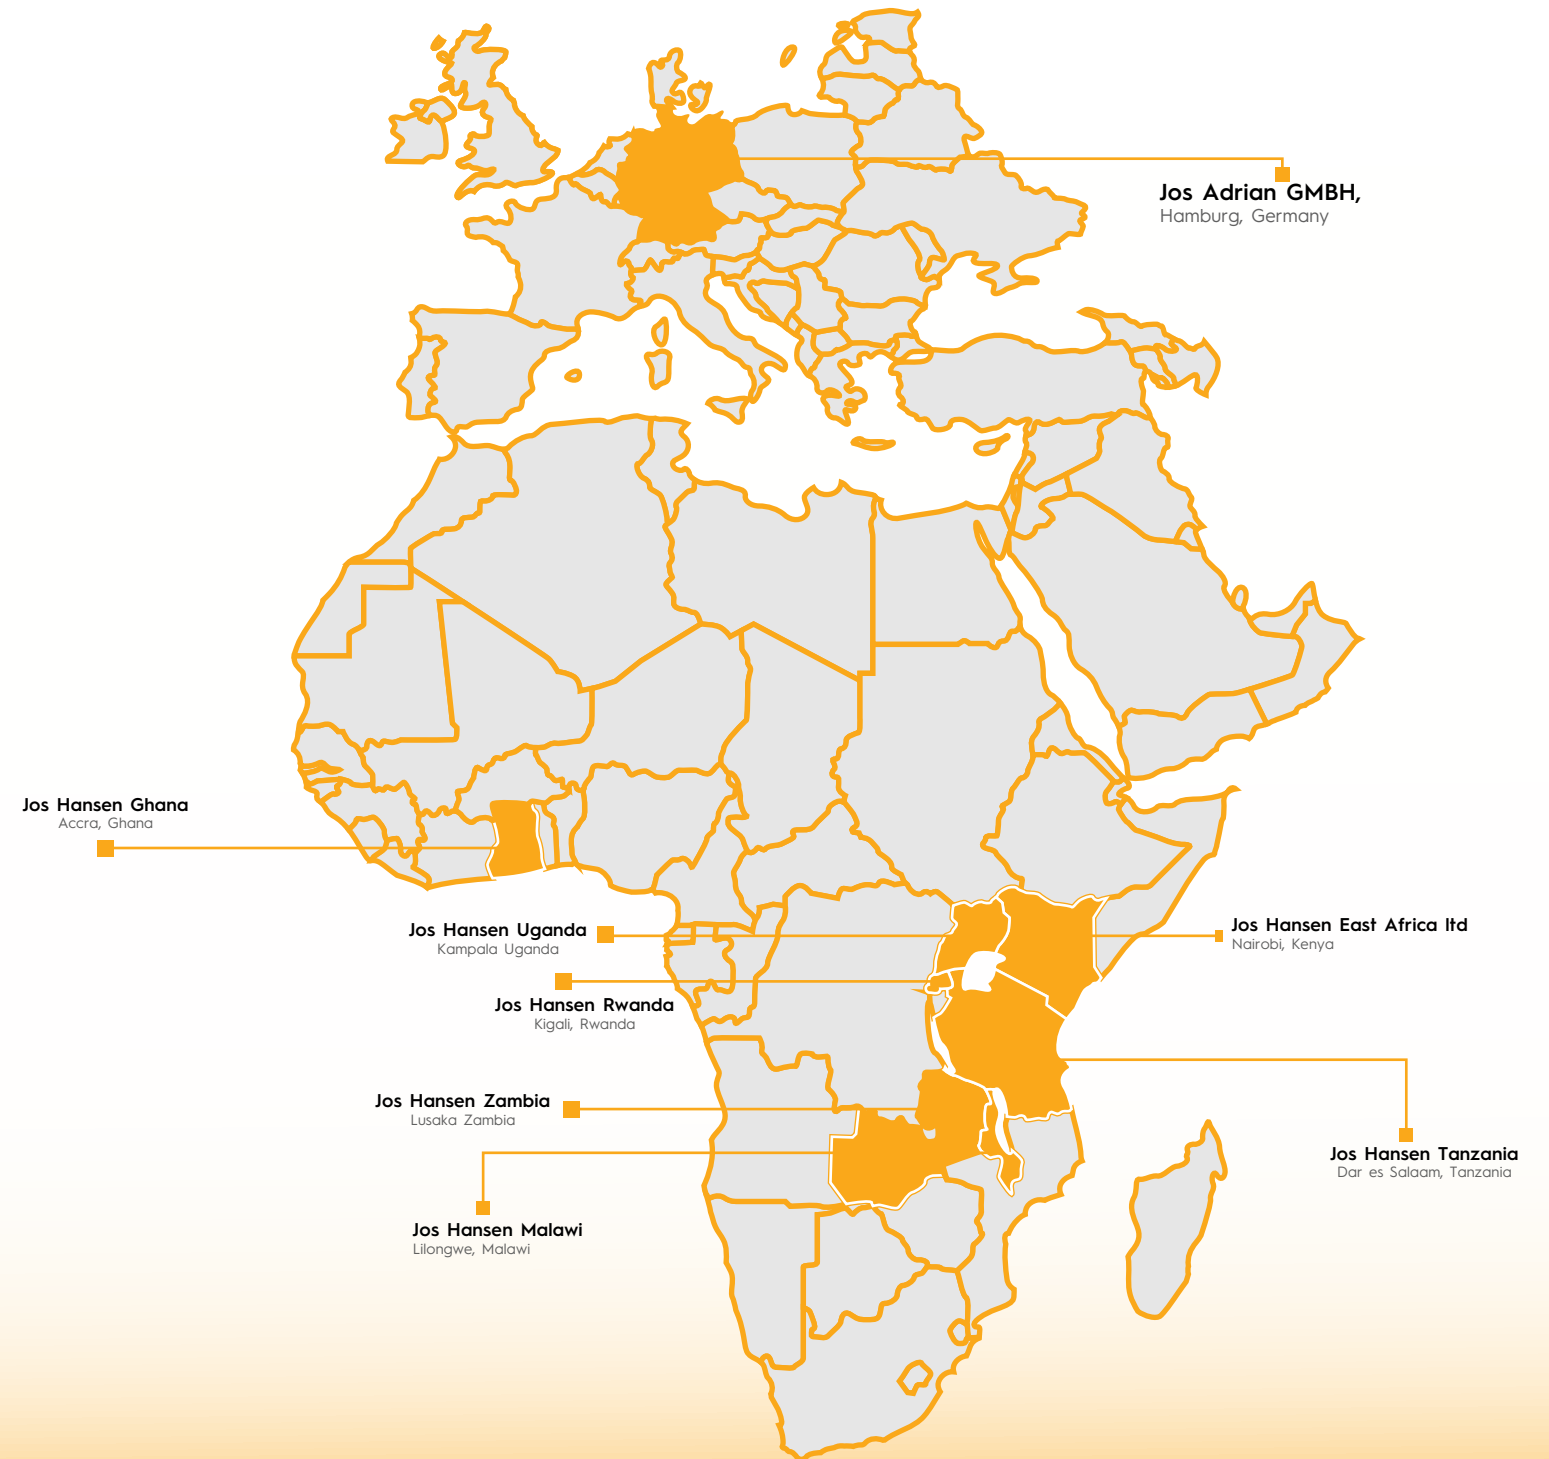 Jos Adrian GMBH,
Hamburg, Germany
Jos Hansen Ghana
Accra, Ghana
Jos Hansen Uganda
Kampala Uganda
Jos Hansen East Africa ltd
Nairobi, Kenya
Jos Hansen Rwanda
Kigali, Rwanda
Jos Hansen Zambia
Lusaka Zambia
Jos Hansen Tanzania
Dar es Salaam, Tanzania
Jos Hansen Malawi
Lilongwe, Malawi